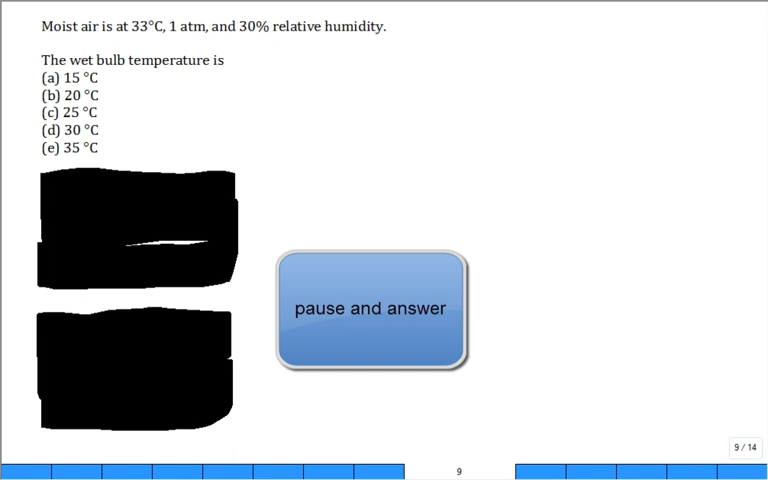 Moist air is at 33°C, 1 atm, and 30% relative humidity.
The wet bulb temperature is
(a) 15 °C
(b) 20 °C
(c) 25 °C
(d) 30 °C
(e) 35 °C
pause and answer
9 / 14
9